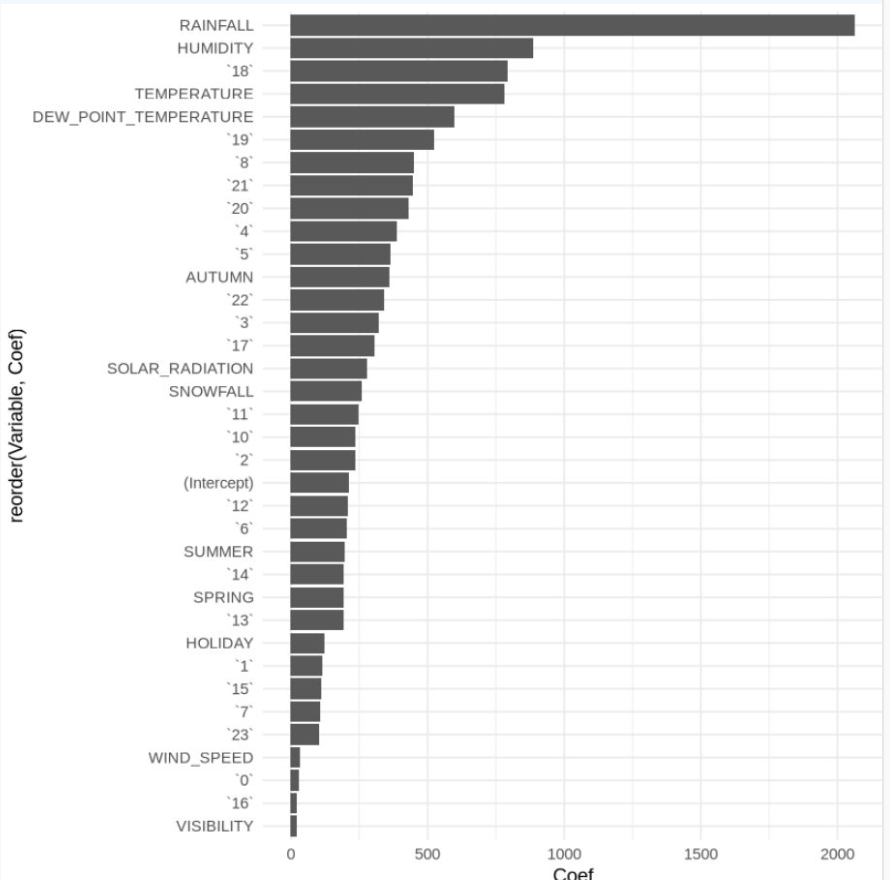 RAINFALL
HUMIDITY
`18`
TEMPERATURE
DEW_POINT_TEMPERATURE
`19`
`8`
`21`
`20`
`4`
`5`
AUTUMN
`22`
`3`
`17`
SOLAR_RADIATION
SNOWFALL
`11`
`10`
`2`
(Intercept)
`12`
`6`
SUMMER
`14`
SPRING
`13`
HOLIDAY
`1`
`15`
`7`
`23`
WIND_SPEED
`0`
`16`
VISIBILITY
reorder(Variable, Coef)
0 500 1000 1500 2000
Coef